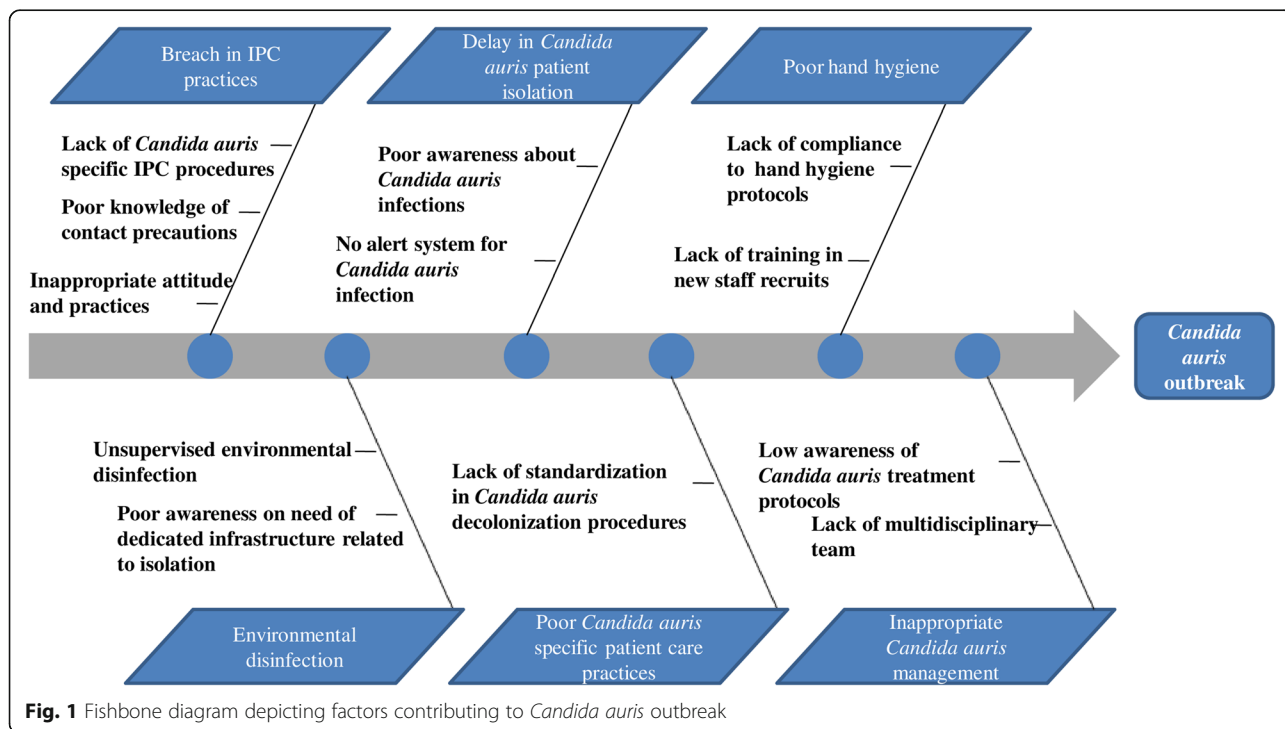 Breach in IPC
practices
Delay in Candida
auris patient
isolation
Poor hand hygiene
Lack of Candida auris
specific IPC procedures
Poor knowledge of
contact precautions
Inappropriate attitude
and practices
Poor awareness about
Candida auris
infections
No alert system for
Candida auris
infection
Lack of compliance
to hand hygiene
protocols
Lack of training in
new staff recruits
Candida
auris
outbreak
Unsupervised environmental
disinfection
Poor awareness on need of
dedicated infrastructure related
to isolation
Lack of standardization
in Candida auris
decolonization procedures
Low awareness of
Candida auris treatment
protocols
Lack of multidisciplinary
team
Environmental
disinfection
Poor Candida auris
specific patient care
practices
Inappropriate
Candida auris
management
Fig. 1 Fishbone diagram depicting factors contributing to Candida auris outbreak